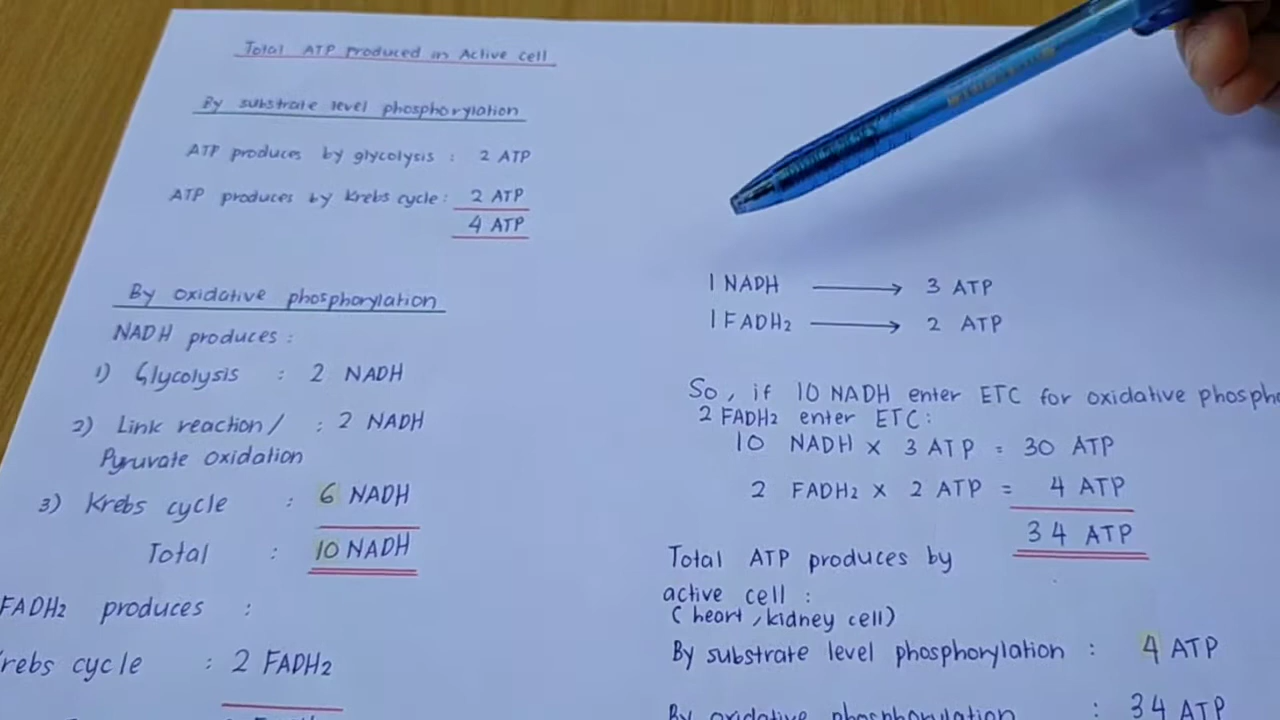 Total ATP produced in Active cell
By substrate level phosphorylation
ATP produces by glycolysis : 2 ATP
ATP produces by Krebs cycle : 2 ATP
4 ATP
By oxidative phosphorylation
NADH produces :
1) Glycolysis : 2 NADH
2) Link reaction / : 2 NADH
Pyruvate oxidation
3) Krebs cycle : 6 NADH
Total : 10 NADH
FADH2 produces :
rebs cycle : 2 FADH2
1 NADH → 3 ATP
1 FADH2 → 2 ATP
So, if 10 NADH enter ETC for oxidative phospho
2 FADH2 enter ETC :
10 NADH x 3 ATP = 30 ATP
2 FADH2 x 2 ATP = 4 ATP
34 ATP
Total ATP produces by
active cell :
(heart, kidney cell)
By substrate level phosphorylation : 4 ATP
By oxidative phosphorylation : 34 ATP